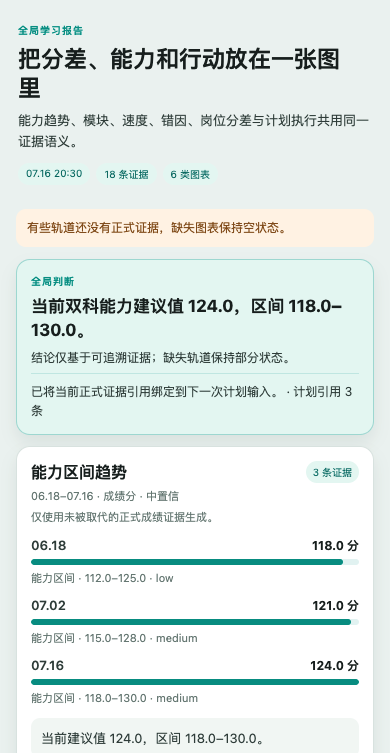 全局学习报告
把分差、能力和行动放在一张图
里
能力趋势、模块、速度、错因、岗位分差与计划执行共用同一
证据语义。
07.16 20:30
18 条证据
6 类图表
有些轨道还没有正式证据，缺失图表保持空状态。
全局判断
当前双科能力建议值 124.0，区间 118.0–
130.0。
结论仅基于可追溯证据；缺失轨道保持部分状态。
已将当前正式证据引用绑定到下一次计划输入。 · 计划引用 3
条
能力区间趋势
3 条证据
06.18–07.16 · 成绩分 · 中置信
仅使用未被取代的正式成绩证据生成。
06.18
118.0 分
能力区间 · 112.0–125.0 · low
07.02
121.0 分
能力区间 · 115.0–128.0 · medium
07.16
124.0 分
能力区间 · 118.0–130.0 · medium
当前建议值 124.0，区间 118.0–130.0。